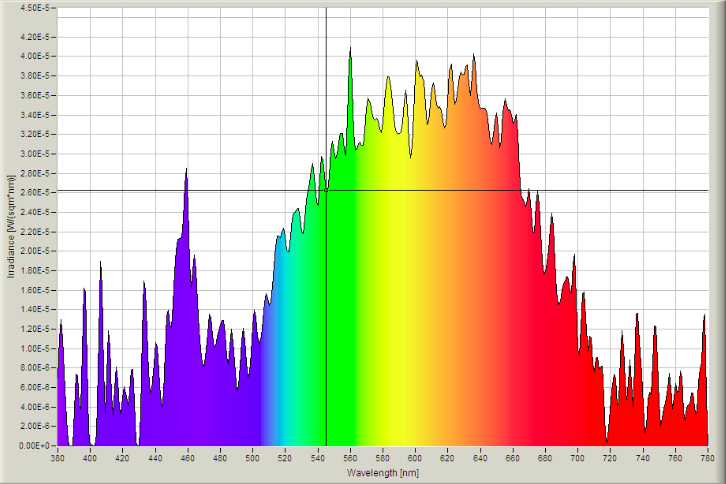 4.50E-5
4.20E-5
4.00E-5
3.80E-5
3.60E-5
3.40E-5
3.20E-5
3.00E-5
2.80E-5
2.60E-5
2.40E-5
2.20E-5
2.00E-5
1.80E-5
1.60E-5
1.40E-5
1.20E-5
1.00E-5
8.00E-6
6.00E-6
4.00E-6
2.00E-6
0.00E+0
Irradiance [W/(sqm*nm)]
380 400 420 440 460 480 500 520 540 560 580 600 620 640 660 680 700 720 740 760 780
Wavelength [nm]